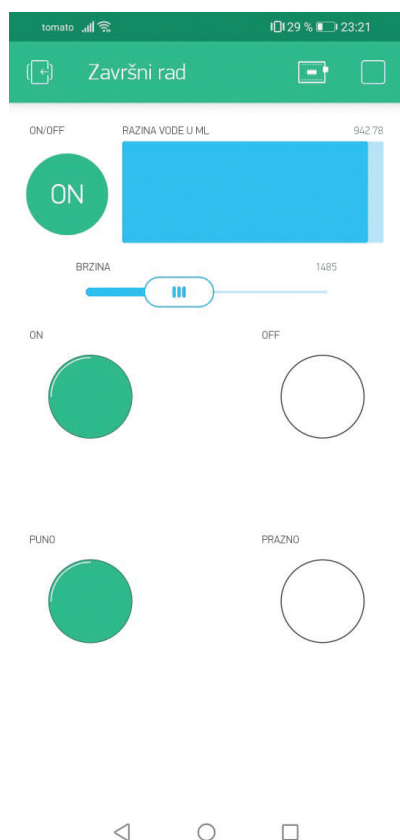 tomato 29 % 23:21
Završni rad
ON/OFF RAZINA VODE U ML 942.78
ON
BRZINA 1485
ON OFF
PUNO PRAZNO